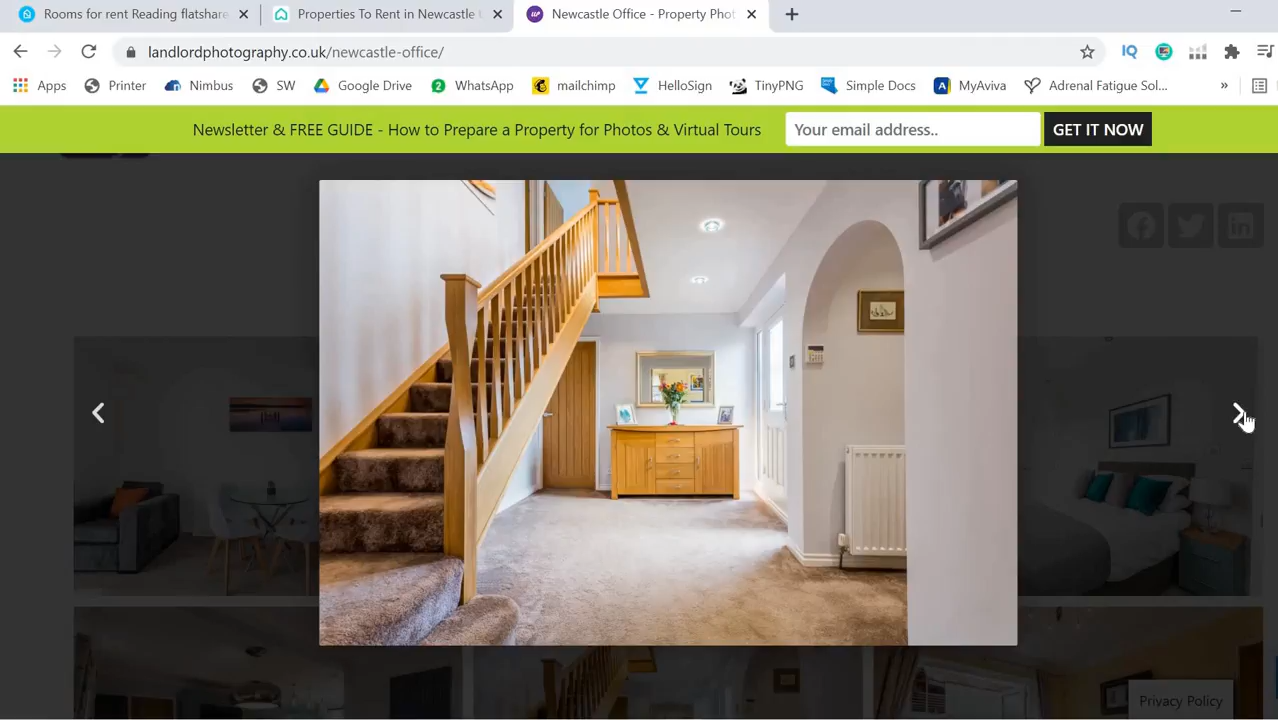 Rooms for rent Reading flatshare
Properties To Rent in Newcastle U
Newcastle Office - Property Phot
landlordphotography.co.uk/newcastle-office/
Apps Printer Nimbus SW Google Drive 2 WhatsApp mailchimp HelloSign TinyPNG Simple Docs MyAviva Adrenal Fatigue Sol... »
Newsletter & FREE GUIDE - How to Prepare a Property for Photos & Virtual Tours Your email address.. GET IT NOW
Privacy Policy